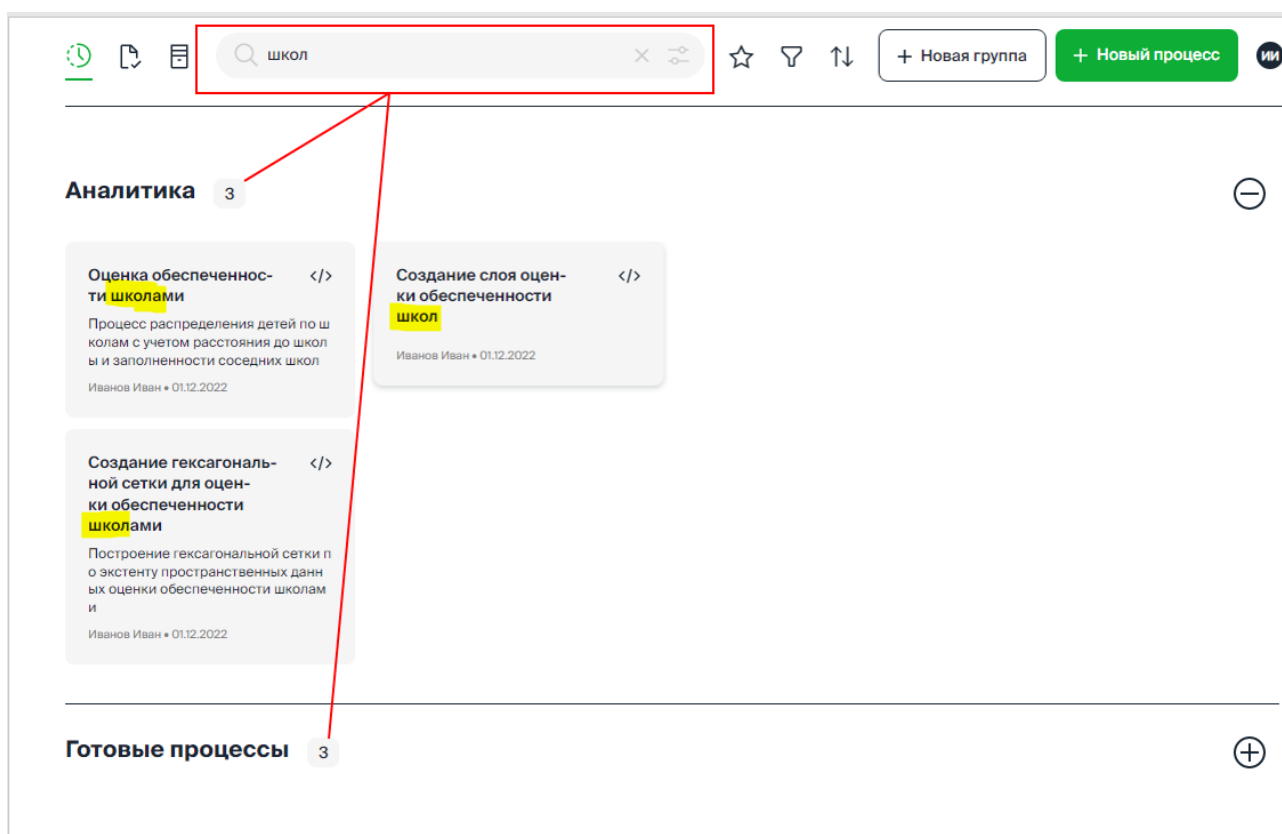 школ
+ Новая группа
+ Новый процесс
ИИ
Аналитика 3
Оценка обеспеченнос-
ти школами
</>
Процесс распределения детей по ш
колам с учетом расстояния до школ
ы и заполненности соседних школ
Иванов Иван • 01.12.2022
Создание слоя оцен-
ки обеспеченности
школ
</>
Иванов Иван • 01.12.2022
Создание гексагональ-
ной сетки для оцен-
ки обеспеченности
школами
</>
Построение гексагональной сетки п
о экстенту пространственных данн
ых оценки обеспеченности школам
и
Иванов Иван • 01.12.2022
Готовые процессы 3